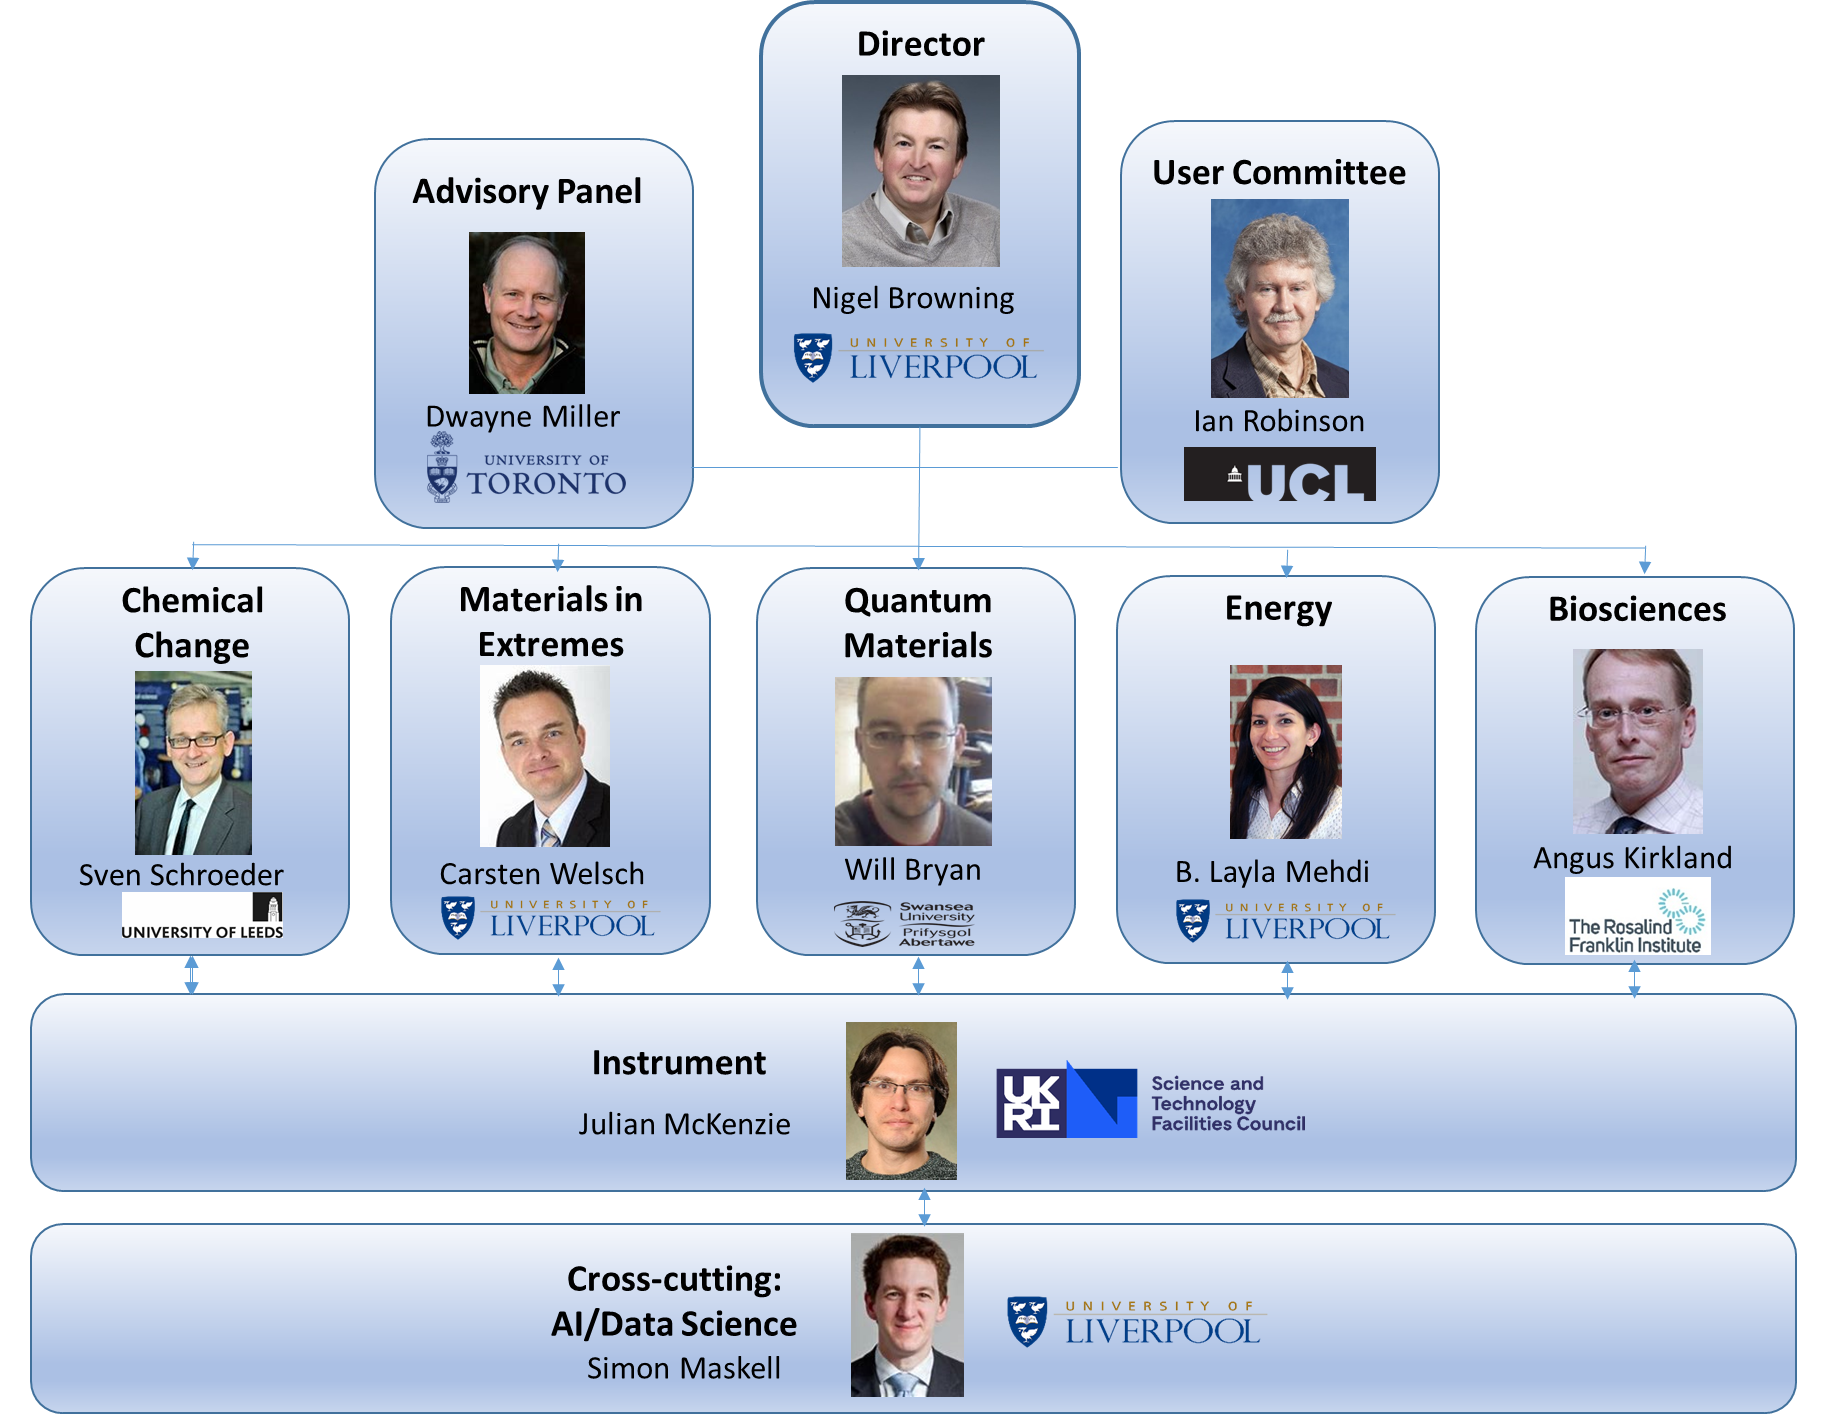 Director
Nigel Browning
UNIVERSITY OF
LIVERPOOL
Advisory Panel
Dwayne Miller
UNIVERSITY OF
TORONTO
User Committee
Ian Robinson
UCL
Chemical
Change
Sven Schroeder
UNIVERSITY OF LEEDS
Materials in
Extremes
Carsten Welsch
UNIVERSITY OF
LIVERPOOL
Quantum
Materials
Will Bryan
Swansea
University
Prifysgol
Abertawe
Energy
B. Layla Mehdi
UNIVERSITY OF
LIVERPOOL
Biosciences
Angus Kirkland
The Rosalind
Franklin Institute
Instrument
Julian McKenzie
UK
RI
Science and
Technology
Facilities Council
Cross-cutting:
AI/Data Science
Simon Maskell
UNIVERSITY OF
LIVERPOOL